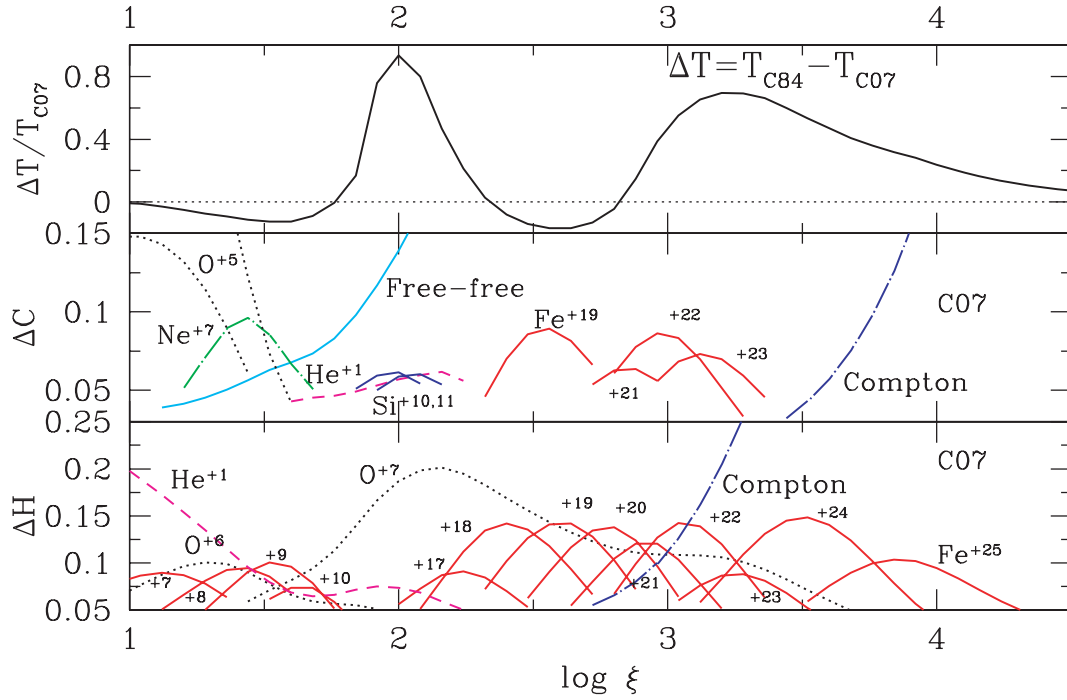 1 2 3 4
ΔT=T_C84−T_C07
ΔT/T_C07
0.8
0.4
0
0.15
0.1
0.05
ΔC
O+5
Ne+7
Free−free
He+1
Si+10,11
Fe+19
+22
+21
+23
C07
Compton
0.25
0.2
0.15
0.1
0.05
ΔH
He+1
O+7
O+6
+7
+8
+9
+10
+17
+18
+19
+20
+21
+22
+23
+24
Fe+25
Compton
C07
1 2 3 4
log ξ